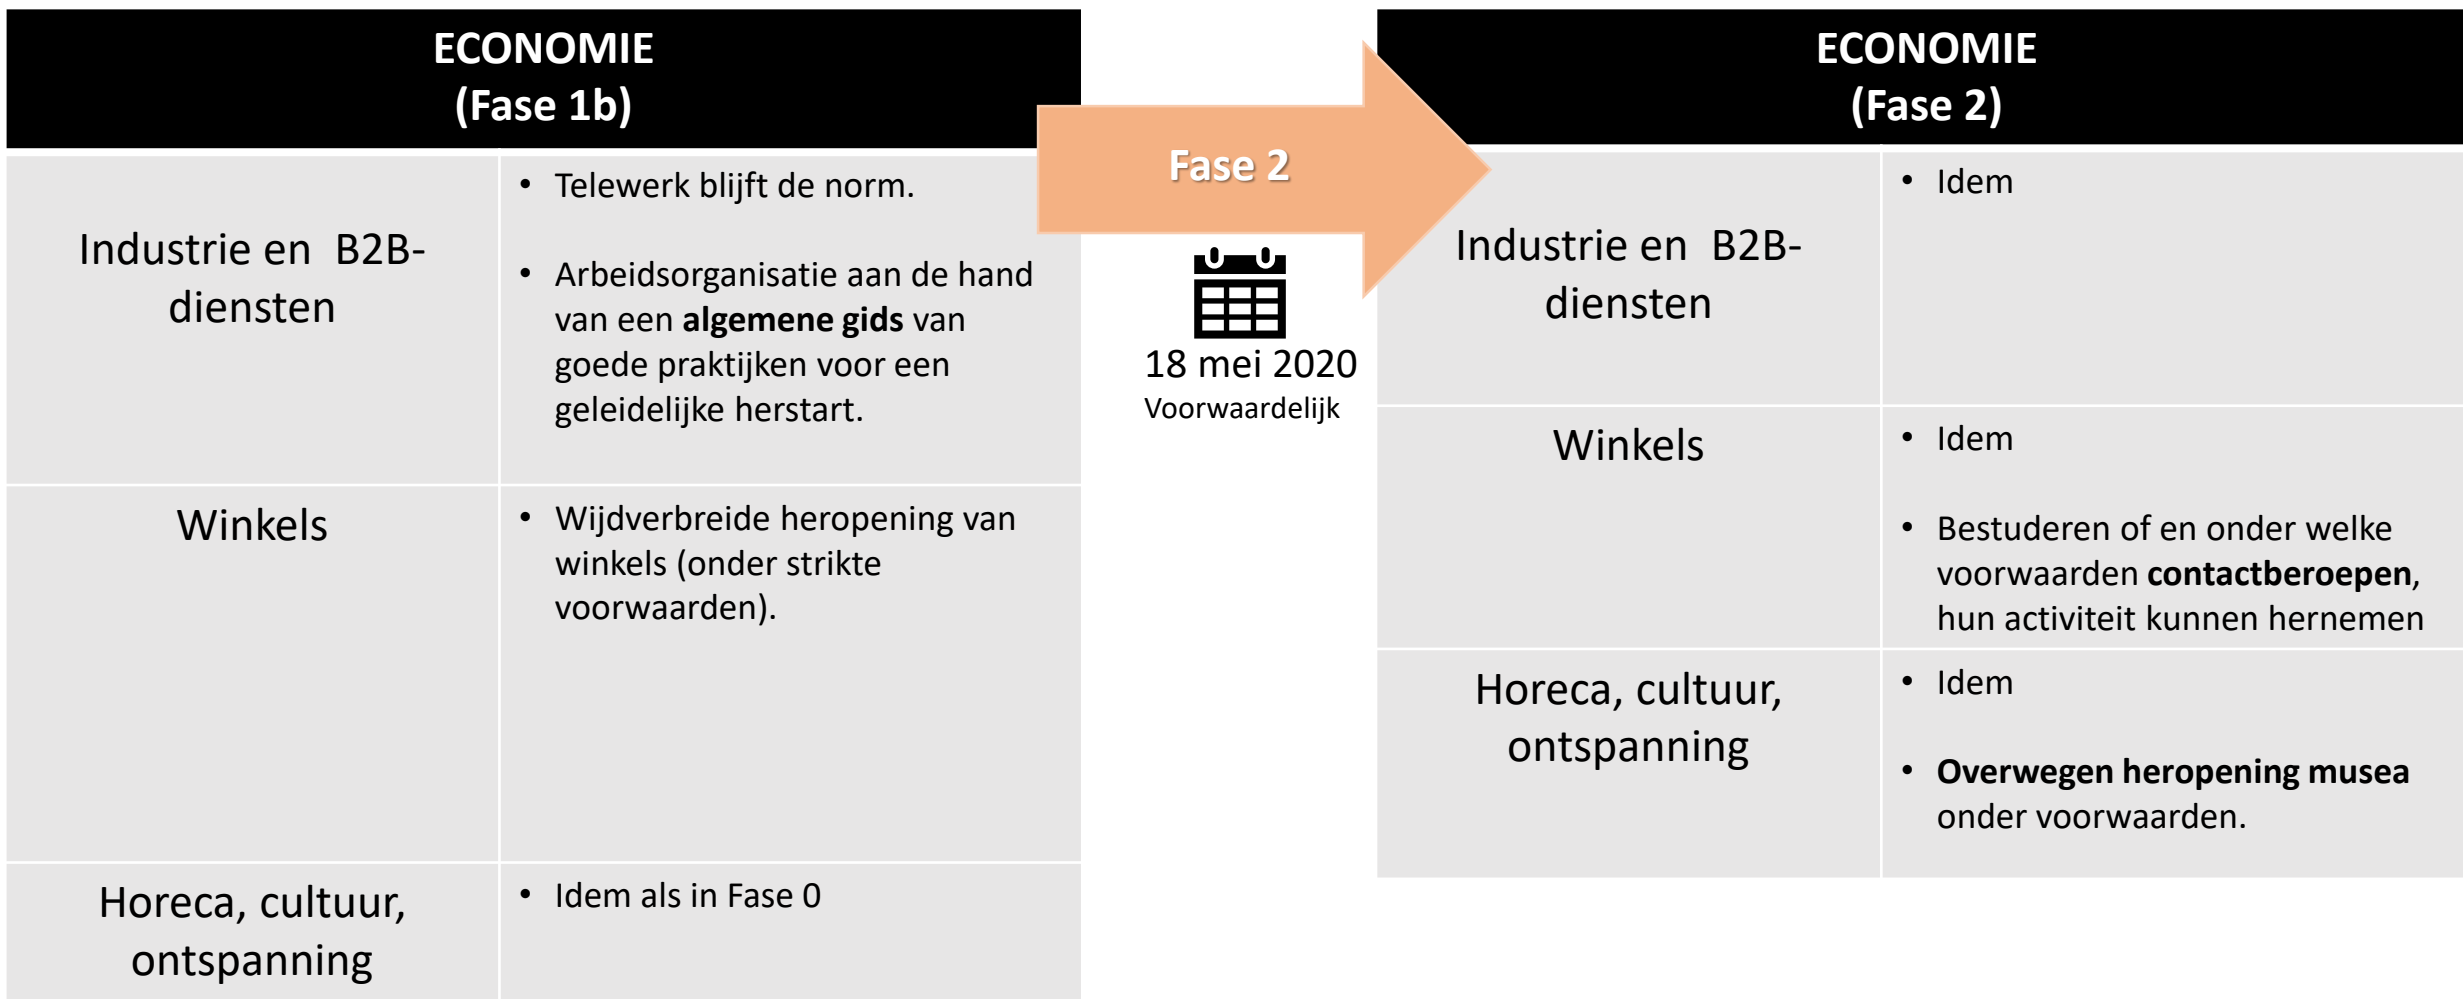 ECONOMIE
(Fase 1b)
Industrie en B2B-
diensten
• Telewerk blijft de norm.
• Arbeidsorganisatie aan de hand
van een algemene gids van
goede praktijken voor een
geleidelijke herstart.
Winkels
• Wijdverbreide heropening van
winkels (onder strikte
voorwaarden).
Horeca, cultuur,
ontspanning
• Idem als in Fase 0
Fase 2
18 mei 2020
Voorwaardelijk
ECONOMIE
(Fase 2)
Industrie en B2B-
diensten
• Idem
Winkels
• Idem
• Bestuderen of en onder welke
voorwaarden contactberoepen,
hun activiteit kunnen hernemen
Horeca, cultuur,
ontspanning
• Idem
• Overwegen heropening musea
onder voorwaarden.